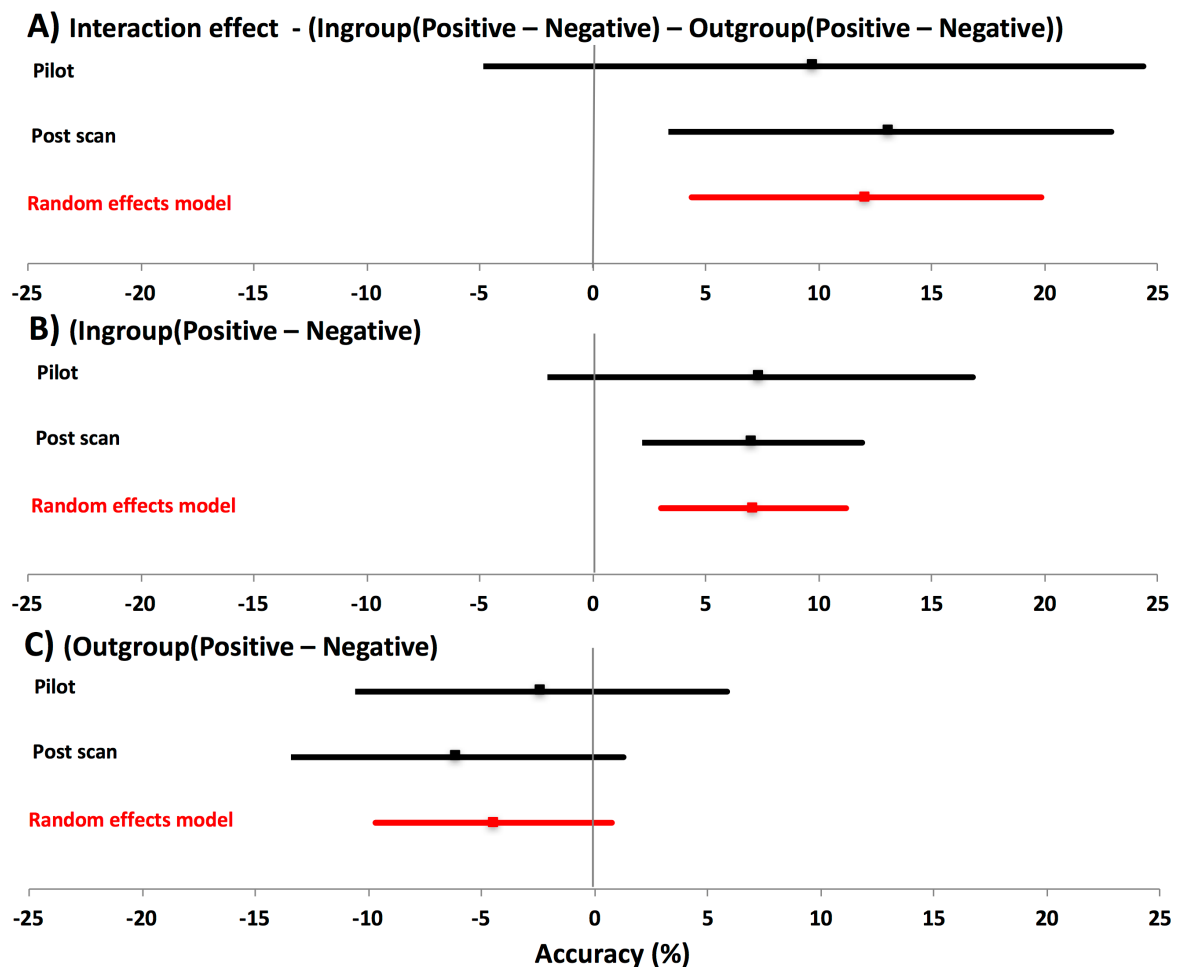 A) Interaction effect - (Ingroup(Positive – Negative) – Outgroup(Positive – Negative))
Pilot
Post scan
Random effects model
-25 -20 -15 -10 -5 0 5 10 15 20 25
B) (Ingroup(Positive – Negative)
Pilot
Post scan
Random effects model
-25 -20 -15 -10 -5 0 5 10 15 20 25
C) (Outgroup(Positive – Negative)
Pilot
Post scan
Random effects model
-25 -20 -15 -10 -5 0 5 10 15 20 25
Accuracy (%)